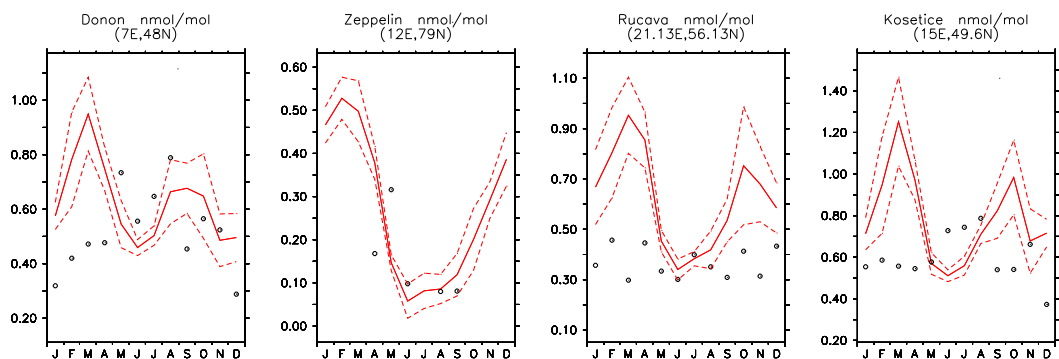 Donon nmol/mol
(7E,48N)
1.00
0.80
0.60
0.40
0.20
J F M A M J J A S O N D
Zeppelin nmol/mol
(12E,79N)
0.60
0.50
0.40
0.30
0.20
0.10
0.00
J F M A M J J A S O N D
Rucava nmol/mol
(21.13E,56.13N)
1.10
0.90
0.70
0.50
0.30
0.10
J F M A M J J A S O N D
Kosetice nmol/mol
(15E,49.6N)
1.40
1.20
1.00
0.80
0.60
0.40
0.20
J F M A M J J A S O N D